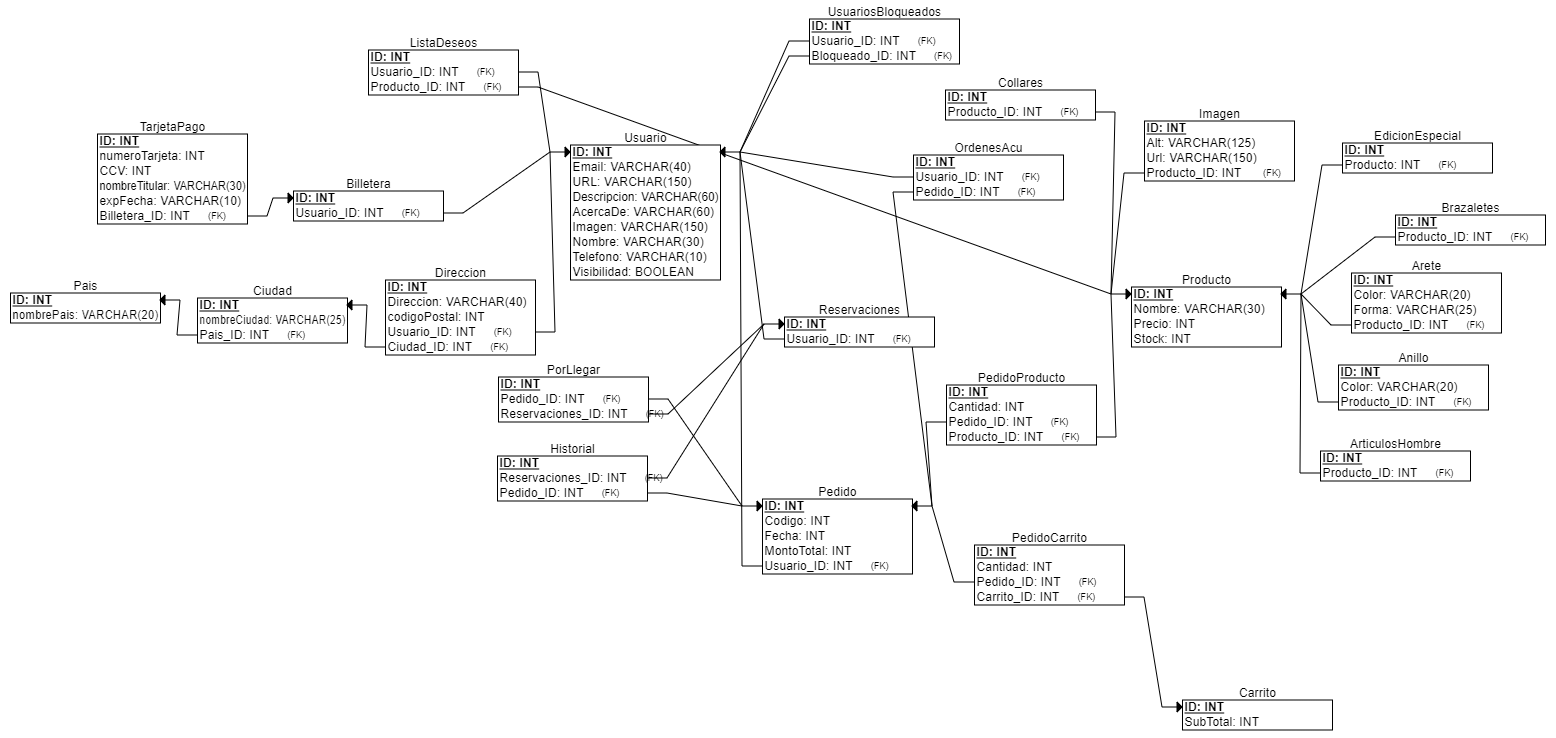 UsuariosBloqueados
ID: INT
Usuario_ID: INT (FK)
Bloqueado_ID: INT (FK)
ListaDeseos
ID: INT
Usuario_ID: INT (FK)
Producto_ID: INT (FK)
Collares
ID: INT
Producto_ID: INT (FK)
Imagen
ID: INT
Alt: VARCHAR(125)
Url: VARCHAR(150)
Producto_ID: INT (FK)
TarjetaPago
ID: INT
numeroTarjeta: INT
CCV: INT
nombreTitular: VARCHAR(30)
expFecha: VARCHAR(10)
Billetera_ID: INT (FK)
Usuario
ID: INT
Email: VARCHAR(40)
URL: VARCHAR(150)
Descripcion: VARCHAR(60)
AcercaDe: VARCHAR(60)
Imagen: VARCHAR(150)
Nombre: VARCHAR(30)
Telefono: VARCHAR(10)
Visibilidad: BOOLEAN
EdicionEspecial
ID: INT
Producto: INT (FK)
OrdenesAcu
ID: INT
Usuario_ID: INT (FK)
Pedido_ID: INT (FK)
Billetera
ID: INT
Usuario_ID: INT (FK)
Brazaletes
ID: INT
Producto_ID: INT (FK)
Direccion
ID: INT
Direccion: VARCHAR(40)
codigoPostal: INT
Usuario_ID: INT (FK)
Ciudad_ID: INT (FK)
Pais
ID: INT
nombrePais: VARCHAR(20)
Ciudad
ID: INT
nombreCiudad: VARCHAR(25)
Pais_ID: INT (FK)
Producto
ID: INT
Nombre: VARCHAR(30)
Precio: INT
Stock: INT
Arete
ID: INT
Color: VARCHAR(20)
Forma: VARCHAR(25)
Producto_ID: INT (FK)
Reservaciones
ID: INT
Usuario_ID: INT (FK)
Anillo
ID: INT
Color: VARCHAR(20)
Producto_ID: INT (FK)
PorLlegar
ID: INT
Pedido_ID: INT (FK)
Reservaciones_ID: INT (FK)
PedidoProducto
ID: INT
Cantidad: INT
Pedido_ID: INT (FK)
Producto_ID: INT (FK)
Historial
ID: INT
Reservaciones_ID: INT (FK)
Pedido_ID: INT (FK)
ArticulosHombre
ID: INT
Producto_ID: INT (FK)
Pedido
ID: INT
Codigo: INT
Fecha: INT
MontoTotal: INT
Usuario_ID: INT (FK)
PedidoCarrito
ID: INT
Cantidad: INT
Pedido_ID: INT (FK)
Carrito_ID: INT (FK)
Carrito
ID: INT
SubTotal: INT